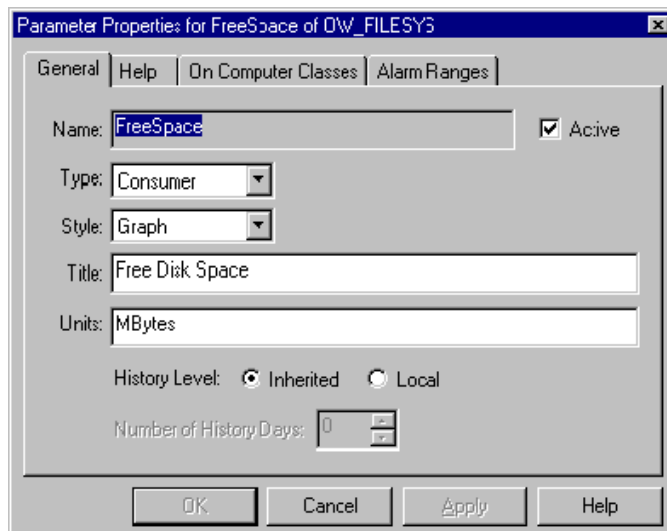 Parameter Properties for FreeSpace of OW_FILESYS
General Help On Computer Classes Alarm Ranges
Name: FreeSpace Active
Type: Consumer
Style: Graph
Title: Free Disk Space
Units: MBytes
History Level: Inherited Local
Number of History Days: 0
OK Cancel Apply Help